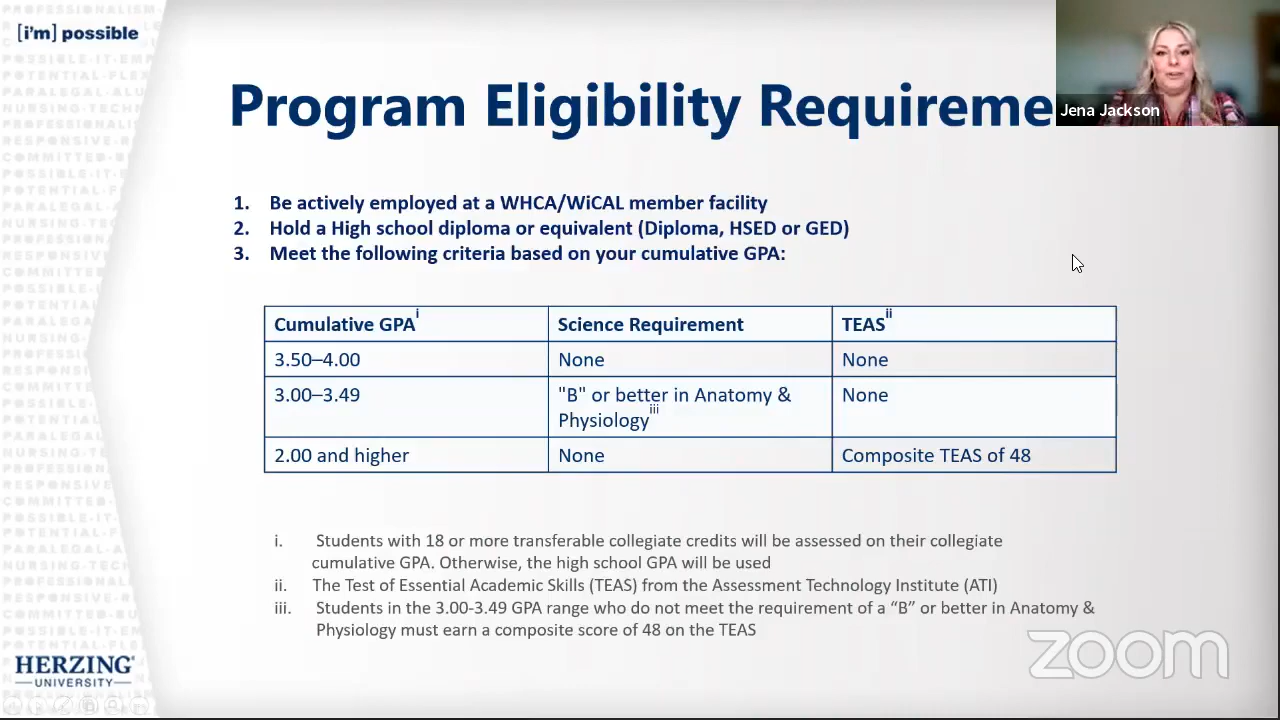 [i'm] possible
Jena Jackson
Program Eligibility Requireme
1. Be actively employed at a WHCA/WiCAL member facility
2. Hold a High school diploma or equivalent (Diploma, HSED or GED)
3. Meet the following criteria based on your cumulative GPA:
Cumulative GPAⁱ Science Requirement TEASⁱⁱ
3.50–4.00 None None
3.00–3.49 "B" or better in Anatomy & None
Physiologyⁱⁱⁱ
2.00 and higher None Composite TEAS of 48
i. Students with 18 or more transferable collegiate credits will be assessed on their collegiate
cumulative GPA. Otherwise, the high school GPA will be used
ii. The Test of Essential Academic Skills (TEAS) from the Assessment Technology Institute (ATI)
iii. Students in the 3.00-3.49 GPA range who do not meet the requirement of a “B” or better in Anatomy &
Physiology must earn a composite score of 48 on the TEAS
zoom
HERZING
UNIVERSITY